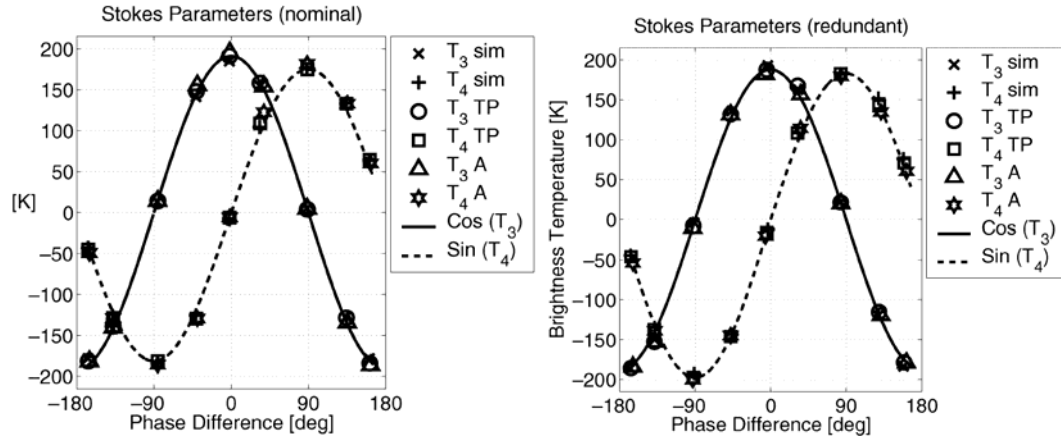 Stokes Parameters (nominal)
200
150
100
50
0
−50
−100
−150
−200
[K]
−180
−90
0
90
180
Phase Difference [deg]
T3 sim
T4 sim
T3 TP
T4 TP
T3 A
T4 A
Cos (T3)
Sin (T4)
Stokes Parameters (redundant)
200
150
100
50
0
−50
−100
−150
−200
Brightness Temperature [K]
−180
−90
0
90
180
Phase Difference [deg]
T3 sim
T4 sim
T3 TP
T4 TP
T3 A
T4 A
Cos (T3)
Sin (T4)